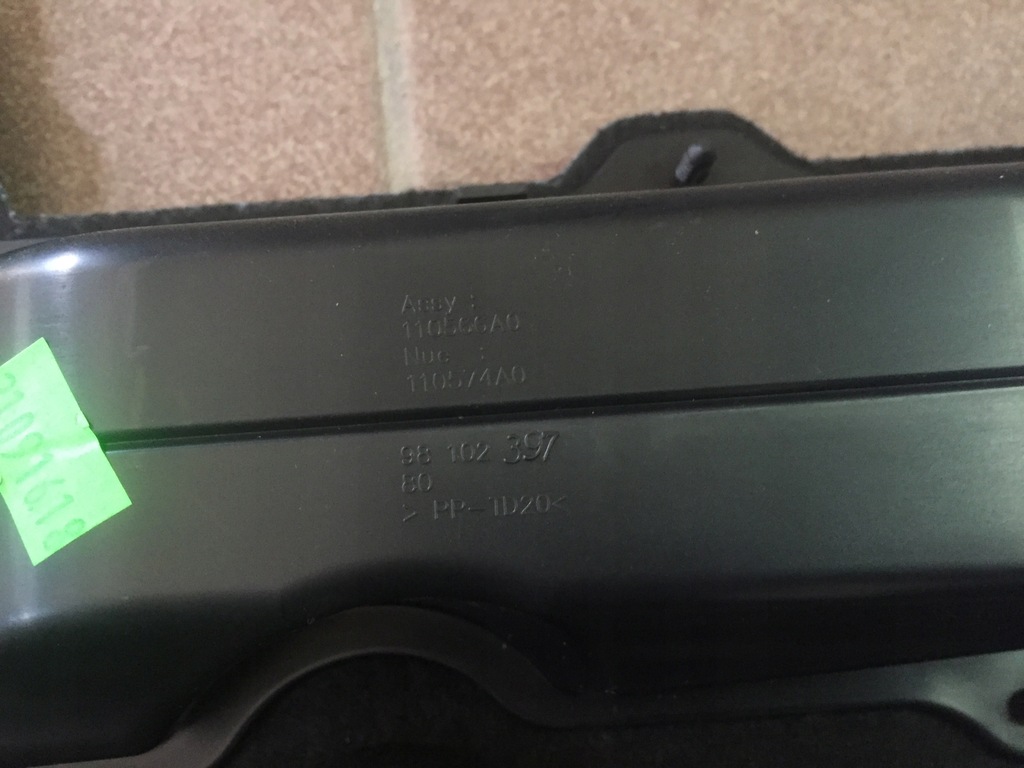 Assy :
110566A0
Nue :
110574A0
98 102 397
80
> PP-TD20<